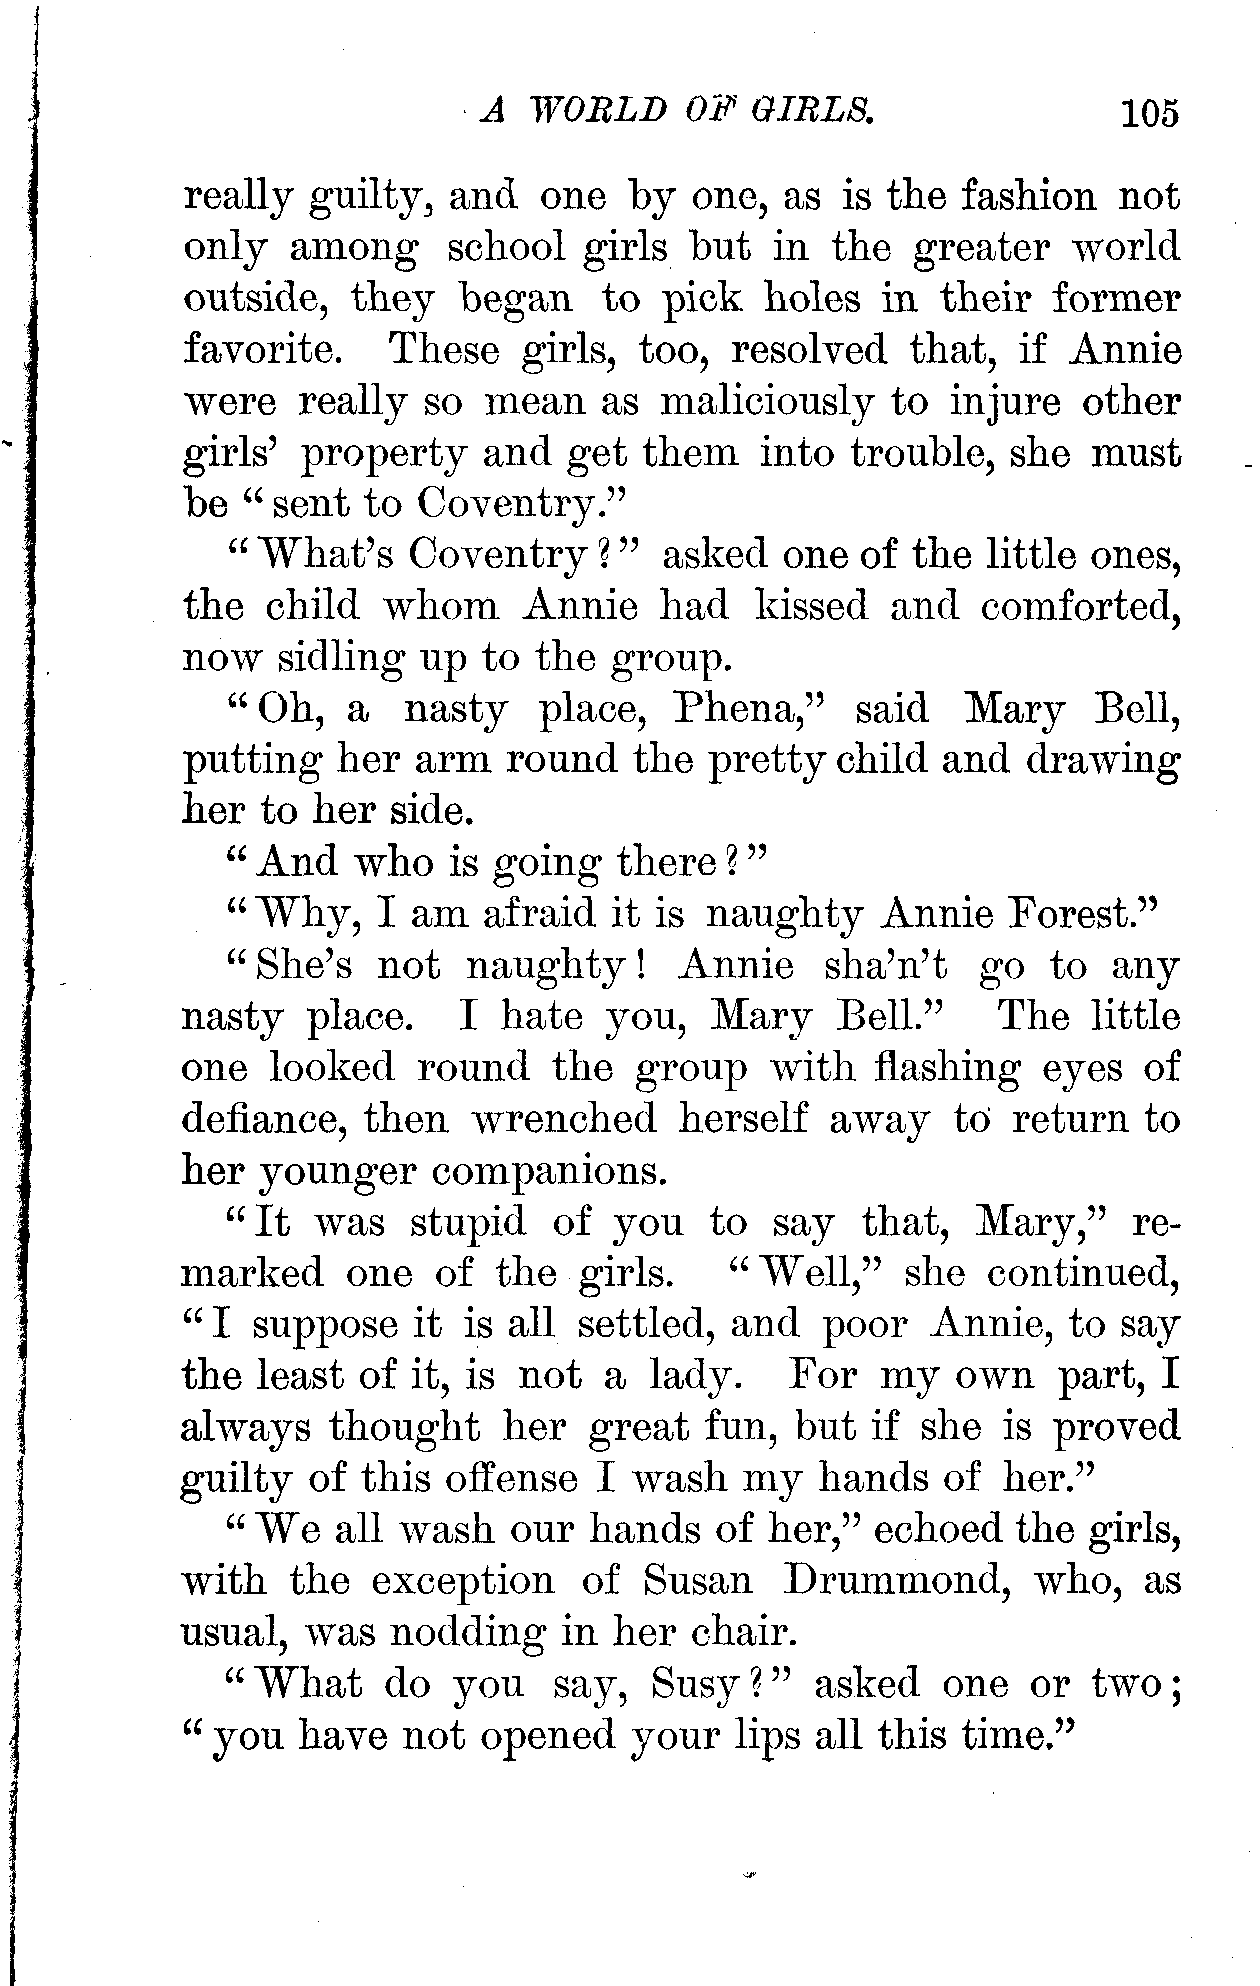 A WORLD OF GIRLS. 105
really guilty, and one by one, as is the fashion not
only among school girls but in the greater world
outside, they began to pick holes in their former
favorite. These girls, too, resolved that, if Annie
were really so mean as maliciously to injure other
girls' property and get them into trouble, she must
be "sent to Coventry."
"What's Coventry?" asked one of the little ones,
the child whom Annie had kissed and comforted,
now sidling up to the group.
"Oh, a nasty place, Phena," said Mary Bell,
putting her arm round the pretty child and drawing
her to her side.
"And who is going there?"
"Why, I am afraid it is naughty Annie Forest."
"She's not naughty! Annie sha'n't go to any
nasty place. I hate you, Mary Bell." The little
one looked round the group with flashing eyes of
defiance, then wrenched herself away to return to
her younger companions.
"It was stupid of you to say that, Mary," re-
marked one of the girls. "Well," she continued,
"I suppose it is all settled, and poor Annie, to say
the least of it, is not a lady. For my own part, I
always thought her great fun, but if she is proved
guilty of this offense I wash my hands of her."
"We all wash our hands of her," echoed the girls,
with the exception of Susan Drummond, who, as
usual, was nodding in her chair.
"What do you say, Susy?" asked one or two;
"you have not opened your lips all this time."